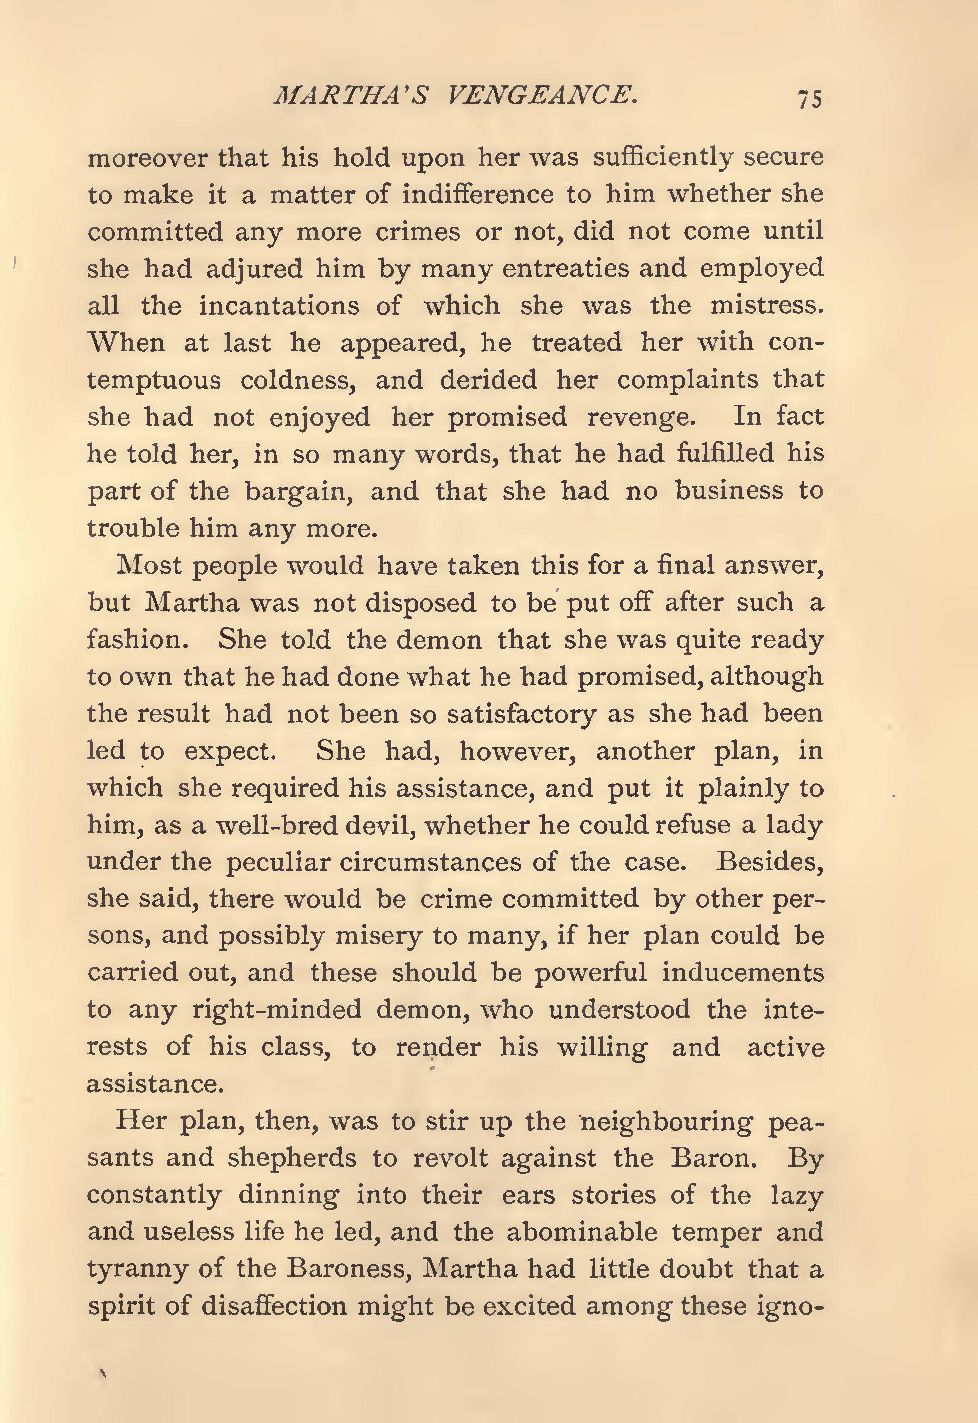 MARTHA'S VENGEANCE. 75
moreover that his hold upon her was sufficiently secure
to make it a matter of indifference to him whether she
committed any more crimes or not, did not come until
she had adjured him by many entreaties and employed
all the incantations of which she was the mistress.
When at last he appeared, he treated her with con-
temptuous coldness, and derided her complaints that
she had not enjoyed her promised revenge. In fact
he told her, in so many words, that he had fulfilled his
part of the bargain, and that she had no business to
trouble him any more.
Most people would have taken this for a final answer,
but Martha was not disposed to be put off after such a
fashion. She told the demon that she was quite ready
to own that he had done what he had promised, although
the result had not been so satisfactory as she had been
led to expect. She had, however, another plan, in
which she required his assistance, and put it plainly to
him, as a well-bred devil, whether he could refuse a lady
under the peculiar circumstances of the case. Besides,
she said, there would be crime committed by other per-
sons, and possibly misery to many, if her plan could be
carried out, and these should be powerful inducements
to any right-minded demon, who understood the inte-
rests of his class, to render his willing and active
assistance.
Her plan, then, was to stir up the neighbouring pea-
sants and shepherds to revolt against the Baron. By
constantly dinning into their ears stories of the lazy
and useless life he led, and the abominable temper and
tyranny of the Baroness, Martha had little doubt that a
spirit of disaffection might be excited among these igno-